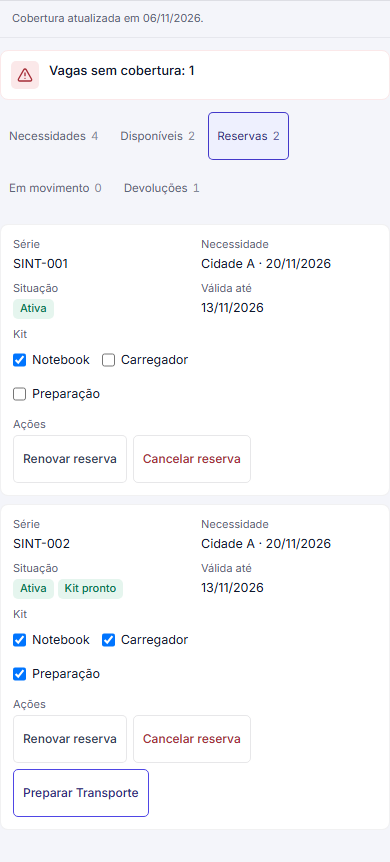 Cobertura atualizada em 06/11/2026.
Vagas sem cobertura: 1
Necessidades 4 Disponíveis 2 Reservas 2
Em movimento 0 Devoluções 1
Série Necessidade
SINT-001 Cidade A · 20/11/2026
Situação Válida até
Ativa 13/11/2026
Kit
Notebook Carregador
Preparação
Ações
Renovar reserva Cancelar reserva
Série Necessidade
SINT-002 Cidade A · 20/11/2026
Situação Válida até
Ativa Kit pronto 13/11/2026
Kit
Notebook Carregador
Preparação
Ações
Renovar reserva Cancelar reserva
Preparar Transporte